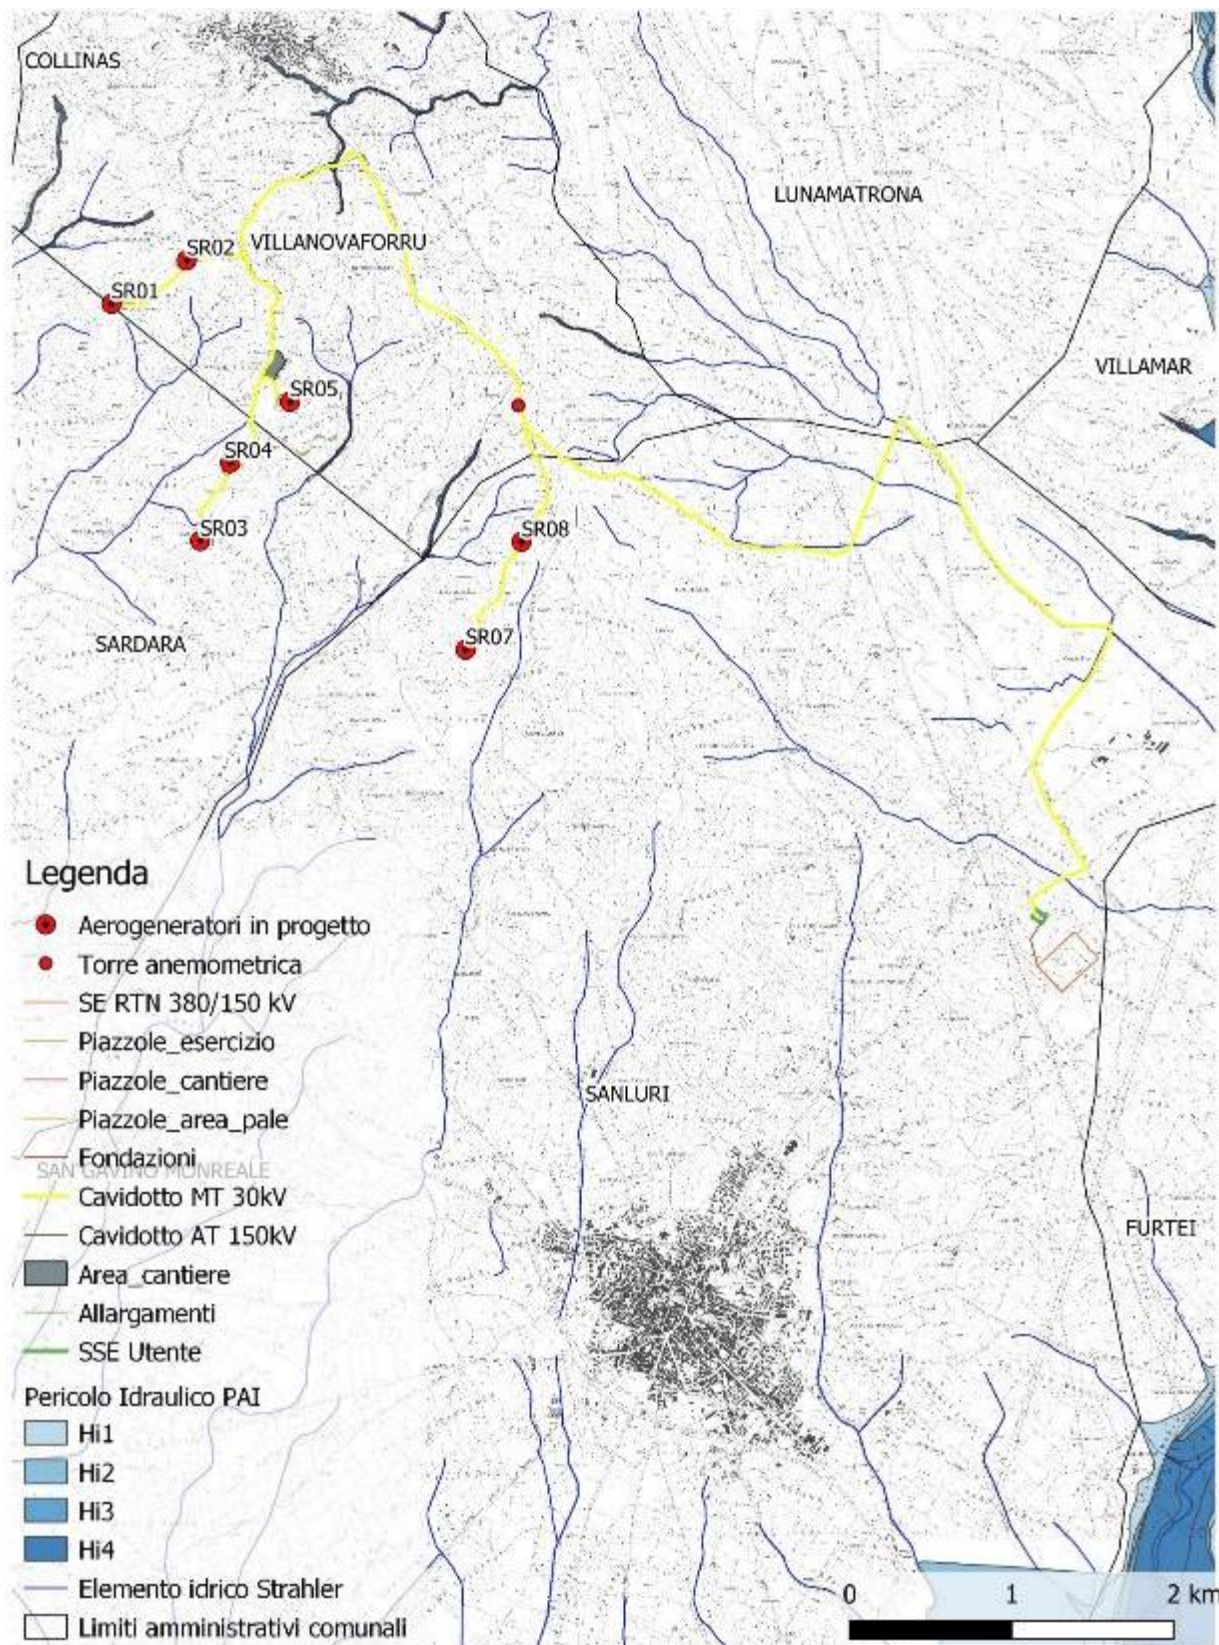 COLLINAS
LUNAMATRONA
VILLANOVAFORRU
SR02
SR01
VILLAMAR
SR05
SR04
SR03
SR08
SR07
SARDARA
Legenda
Aerogeneratori in progetto
Torre anemometrica
SE RTN 380/150 kV
Piazzole_esercizio
Piazzole_cantiere
Piazzole_area_pale
Fondazioni
SAN GAVINO MONREALE
Cavidotto MT 30kV
Cavidotto AT 150kV
Area_cantiere
Allargamenti
SSE Utente
Pericolo Idraulico PAI
Hi1
Hi2
Hi3
Hi4
Elemento idrico Strahler
Limiti amministrativi comunali
SANLURI
FURTEI
0 1 2 km